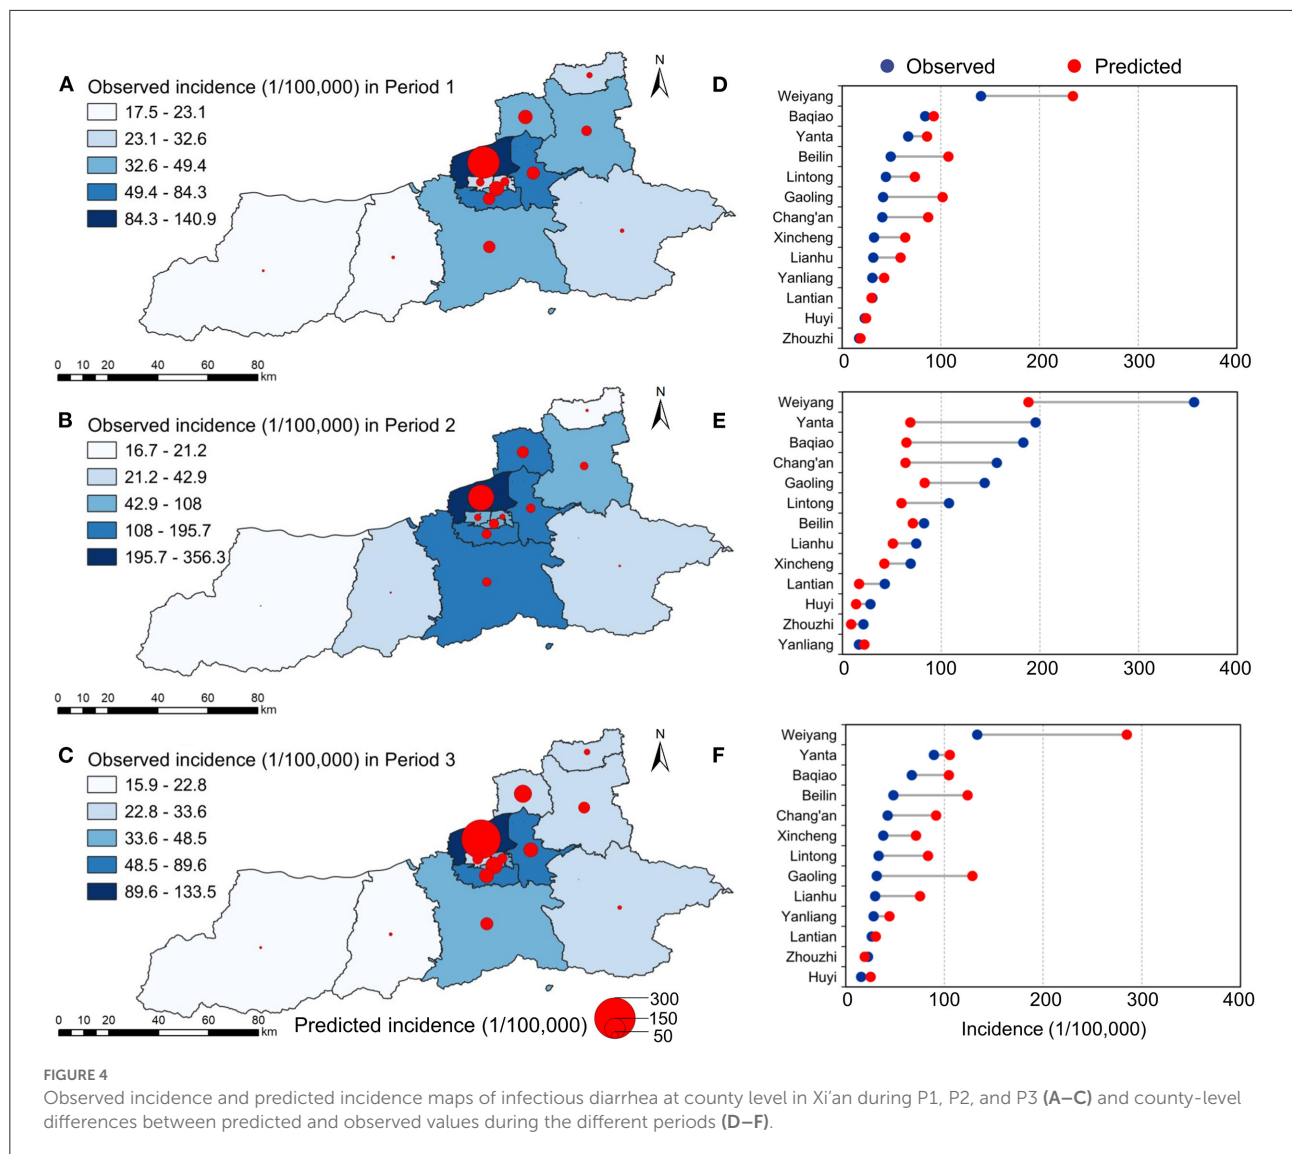 A
Observed incidence (1/100,000) in Period 1
17.5 - 23.1
23.1 - 32.6
32.6 - 49.4
49.4 - 84.3
84.3 - 140.9
N
0 10 20 40 60 80
km
D
Observed
Predicted
Weiyang
Baqiao
Yanta
Beilin
Lintong
Gaoling
Chang'an
Xincheng
Lianhu
Yanliang
Lantian
Huyi
Zhouzhi
0 100 200 300 400
B
Observed incidence (1/100,000) in Period 2
16.7 - 21.2
21.2 - 42.9
42.9 - 108
108 - 195.7
195.7 - 356.3
N
0 10 20 40 60 80
km
E
Weiyang
Yanta
Baqiao
Chang'an
Gaoling
Lintong
Beilin
Lianhu
Xincheng
Lantian
Huyi
Zhouzhi
Yanliang
0 100 200 300 400
C
Observed incidence (1/100,000) in Period 3
15.9 - 22.8
22.8 - 33.6
33.6 - 48.5
48.5 - 89.6
89.6 - 133.5
N
0 10 20 40 60 80
km
Predicted incidence (1/100,000)
300
150
50
F
Weiyang
Yanta
Baqiao
Beilin
Chang'an
Xincheng
Lintong
Gaoling
Lianhu
Yanliang
Lantian
Zhouzhi
Huyi
0 100 200 300 400
Incidence (1/100,000)
FIGURE 4
Observed incidence and predicted incidence maps of infectious diarrhea at county level in Xi'an during P1, P2, and P3 (A–C) and county-level
differences between predicted and observed values during the different periods (D–F).